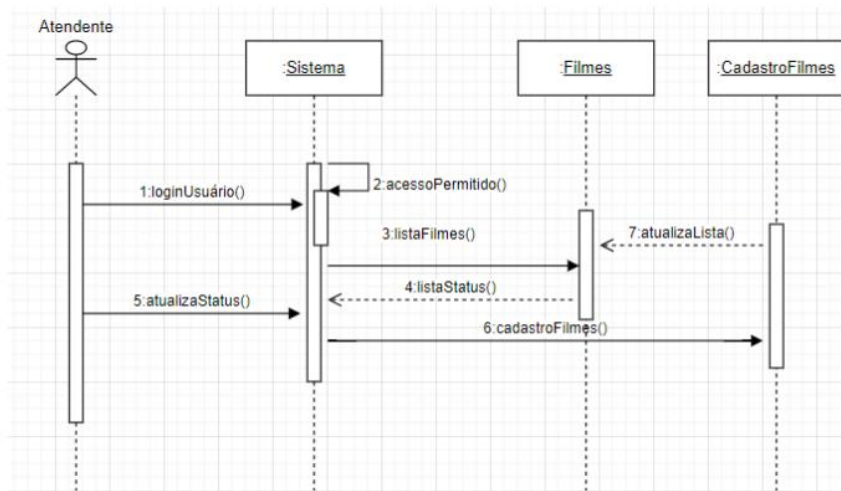 Atendente
:Sistema
:Filmes
:CadastroFilmes
1:loginUsuário()
2:acessoPermitido()
3:listaFilmes()
7:atualizaLista()
4:listaStatus()
5:atualizaStatus()
6:cadastroFilmes()